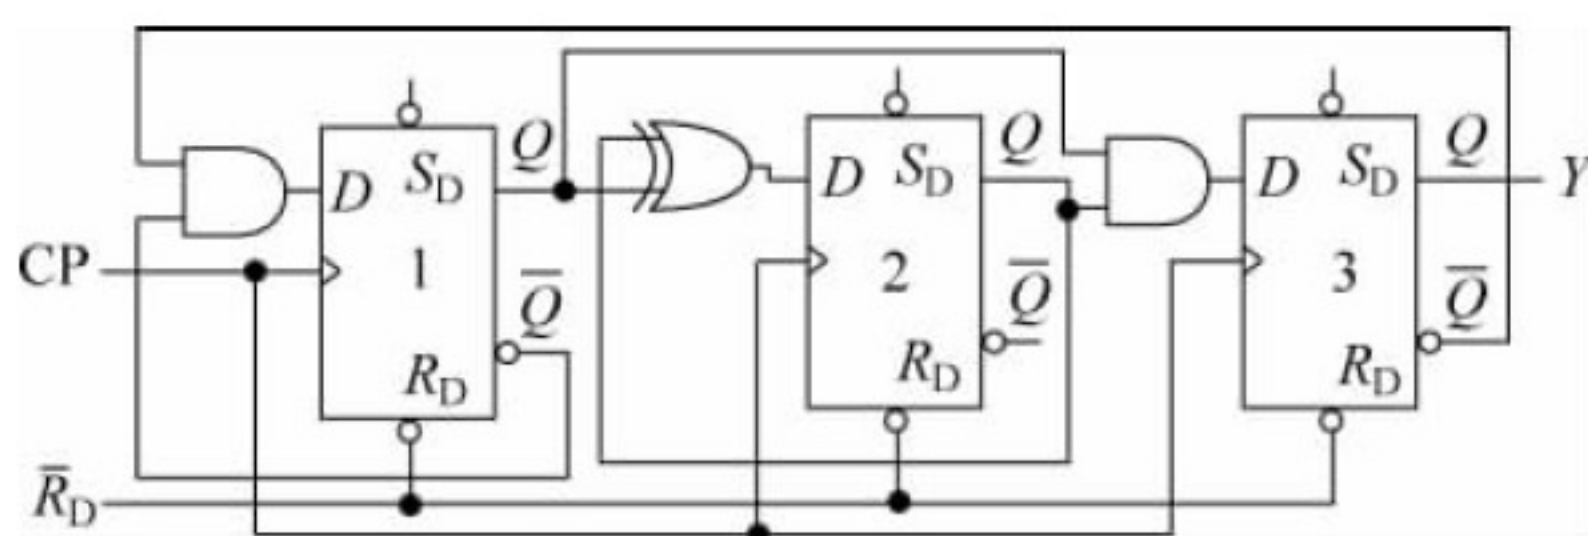 Q Q Q
D S_D D S_D D S_D Y
CP 1 2 3
Q̅ Q̅ Q̅
R_D R_D R_D
R̅_D